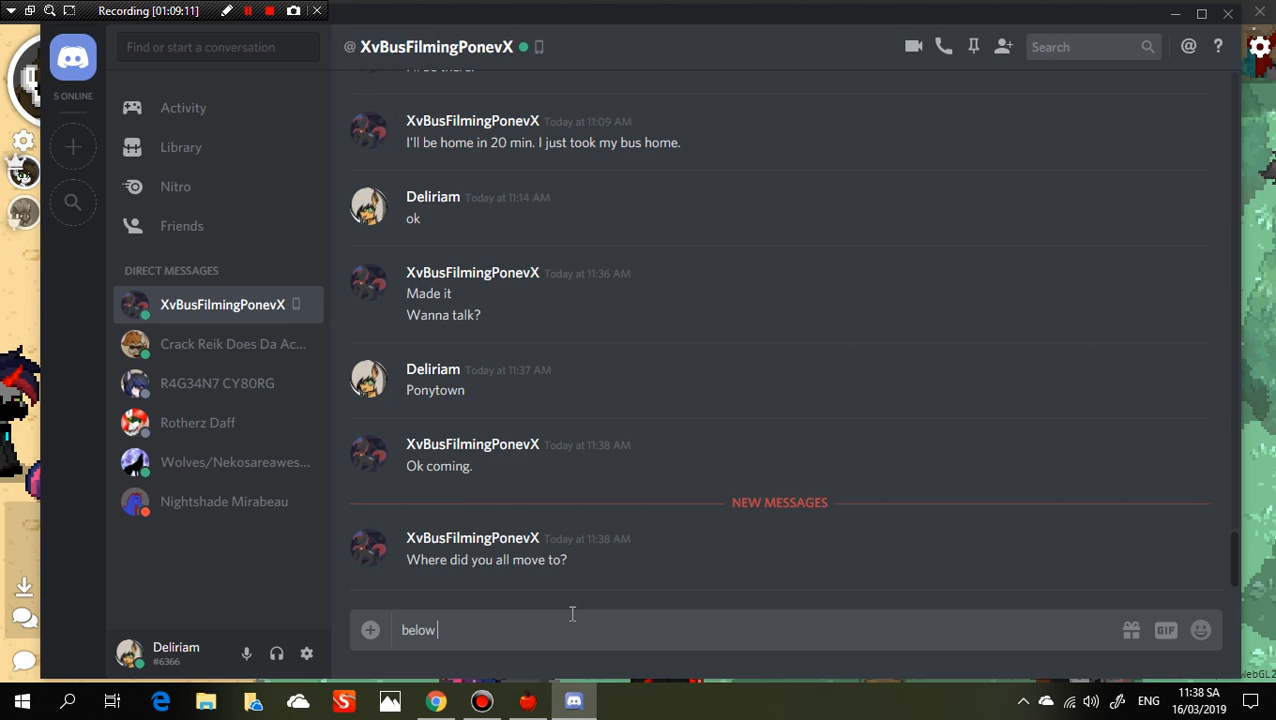 Recording [01:09:11]
Find or start a conversation
@ XvBusFilmingPonevX
Search
5 ONLINE
Activity
Library
Nitro
Friends
DIRECT MESSAGES
XvBusFilmingPonevX
Crack Reik Does Da Ac...
R4G34N7 CY80RG
Rotherz Daff
Wolves/Nekosareawes...
Nightshade Mirabeau
XvBusFilmingPonevX Today at 11:09 AM
I'll be home in 20 min. I just took my bus home.
Deliriam Today at 11:14 AM
ok
XvBusFilmingPonevX Today at 11:36 AM
Made it
Wanna talk?
Deliriam Today at 11:37 AM
Ponytown
XvBusFilmingPonevX Today at 11:38 AM
Ok coming.
NEW MESSAGES
XvBusFilmingPonevX Today at 11:38 AM
Where did you all move to?
below
GIF
Deliriam
#6366
WebGL2
ENG
11:38 SA
16/03/2019